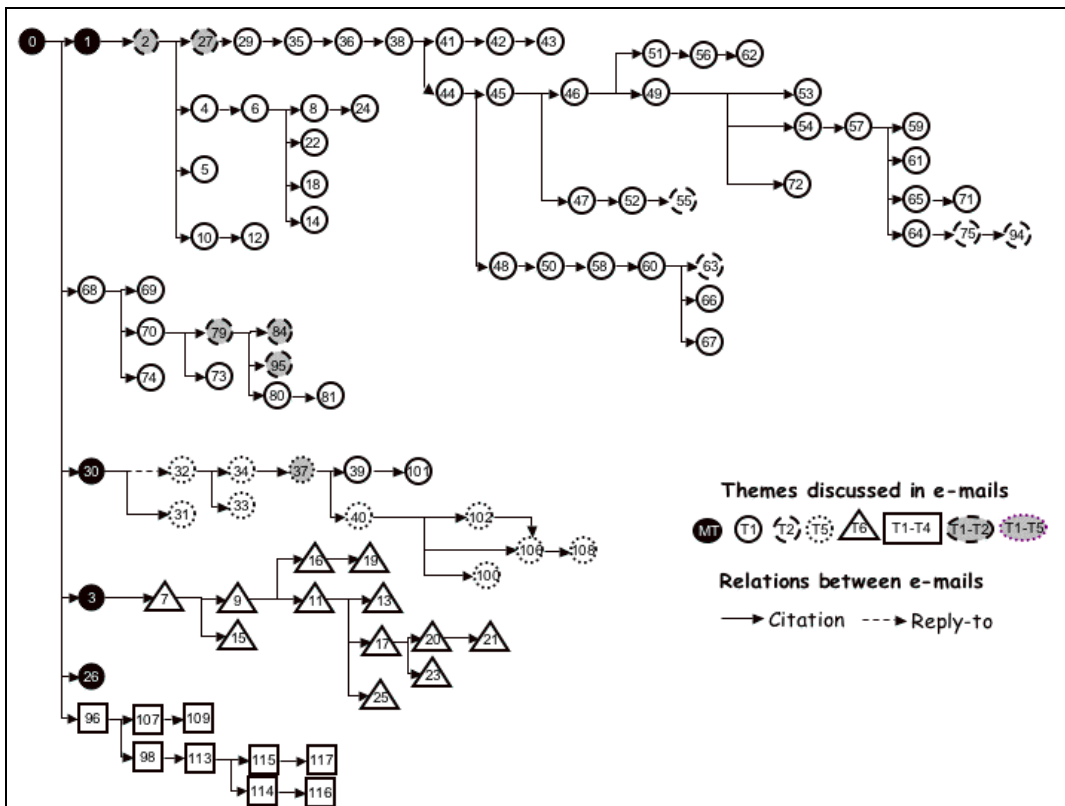 0 1 2 27 29 35 36 38 41 42 43
51 56 62
44 45 46 49 53
4 6 8 24
54 57 59
22
5 61
18 72
47 52 55 65 71
14
10 12 64 75 94
48 50 58 60 63
68 69
66
70 79 84 67
95
74 73
80 81
30 32 34 37 39 101
Themes discussed in e-mails
31 33
40 102
MT T1 T2 T5 T6 T1-T4 T1-T2 T1-T5
106 108
16 19 100
Relations between e-mails
3 7 9 11 13
Citation Reply-to
15 17 20 21
26 23
25
96 107 109
98 113 115 117
114 116